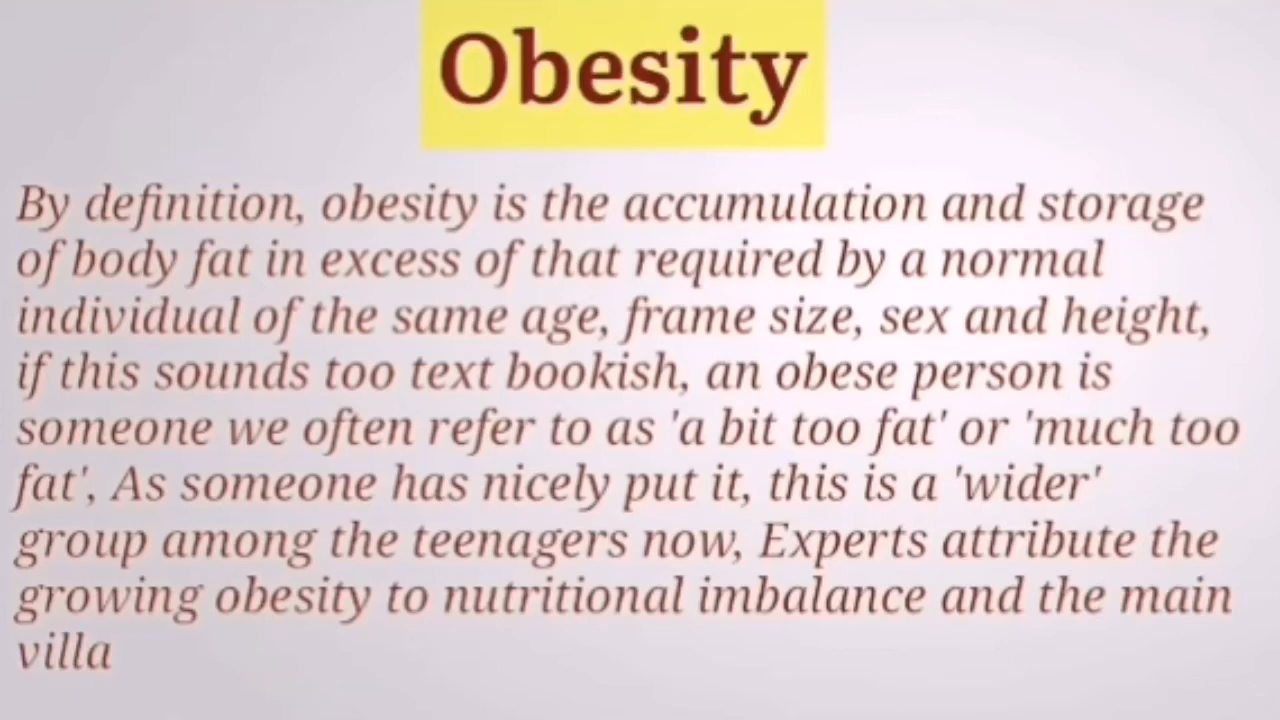 Obesity
By definition, obesity is the accumulation and storage
of body fat in excess of that required by a normal
individual of the same age, frame size, sex and height,
if this sounds too text bookish, an obese person is
someone we often refer to as 'a bit too fat' or 'much too
fat', As someone has nicely put it, this is a 'wider'
group among the teenagers now, Experts attribute the
growing obesity to nutritional imbalance and the main
villa